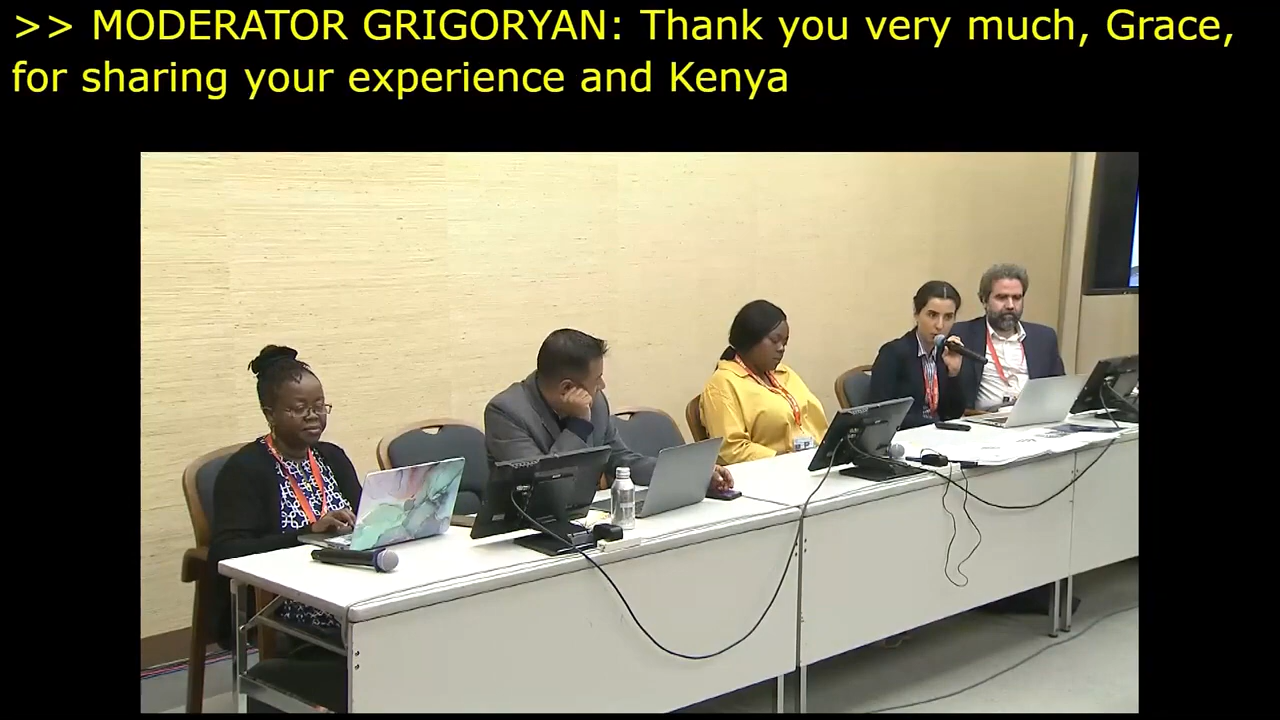 >> MODERATOR GRIGORYAN: Thank you very much, Grace,
for sharing your experience and Kenya